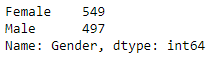 Female    549
Male      497
Name: Gender, dtype: int64